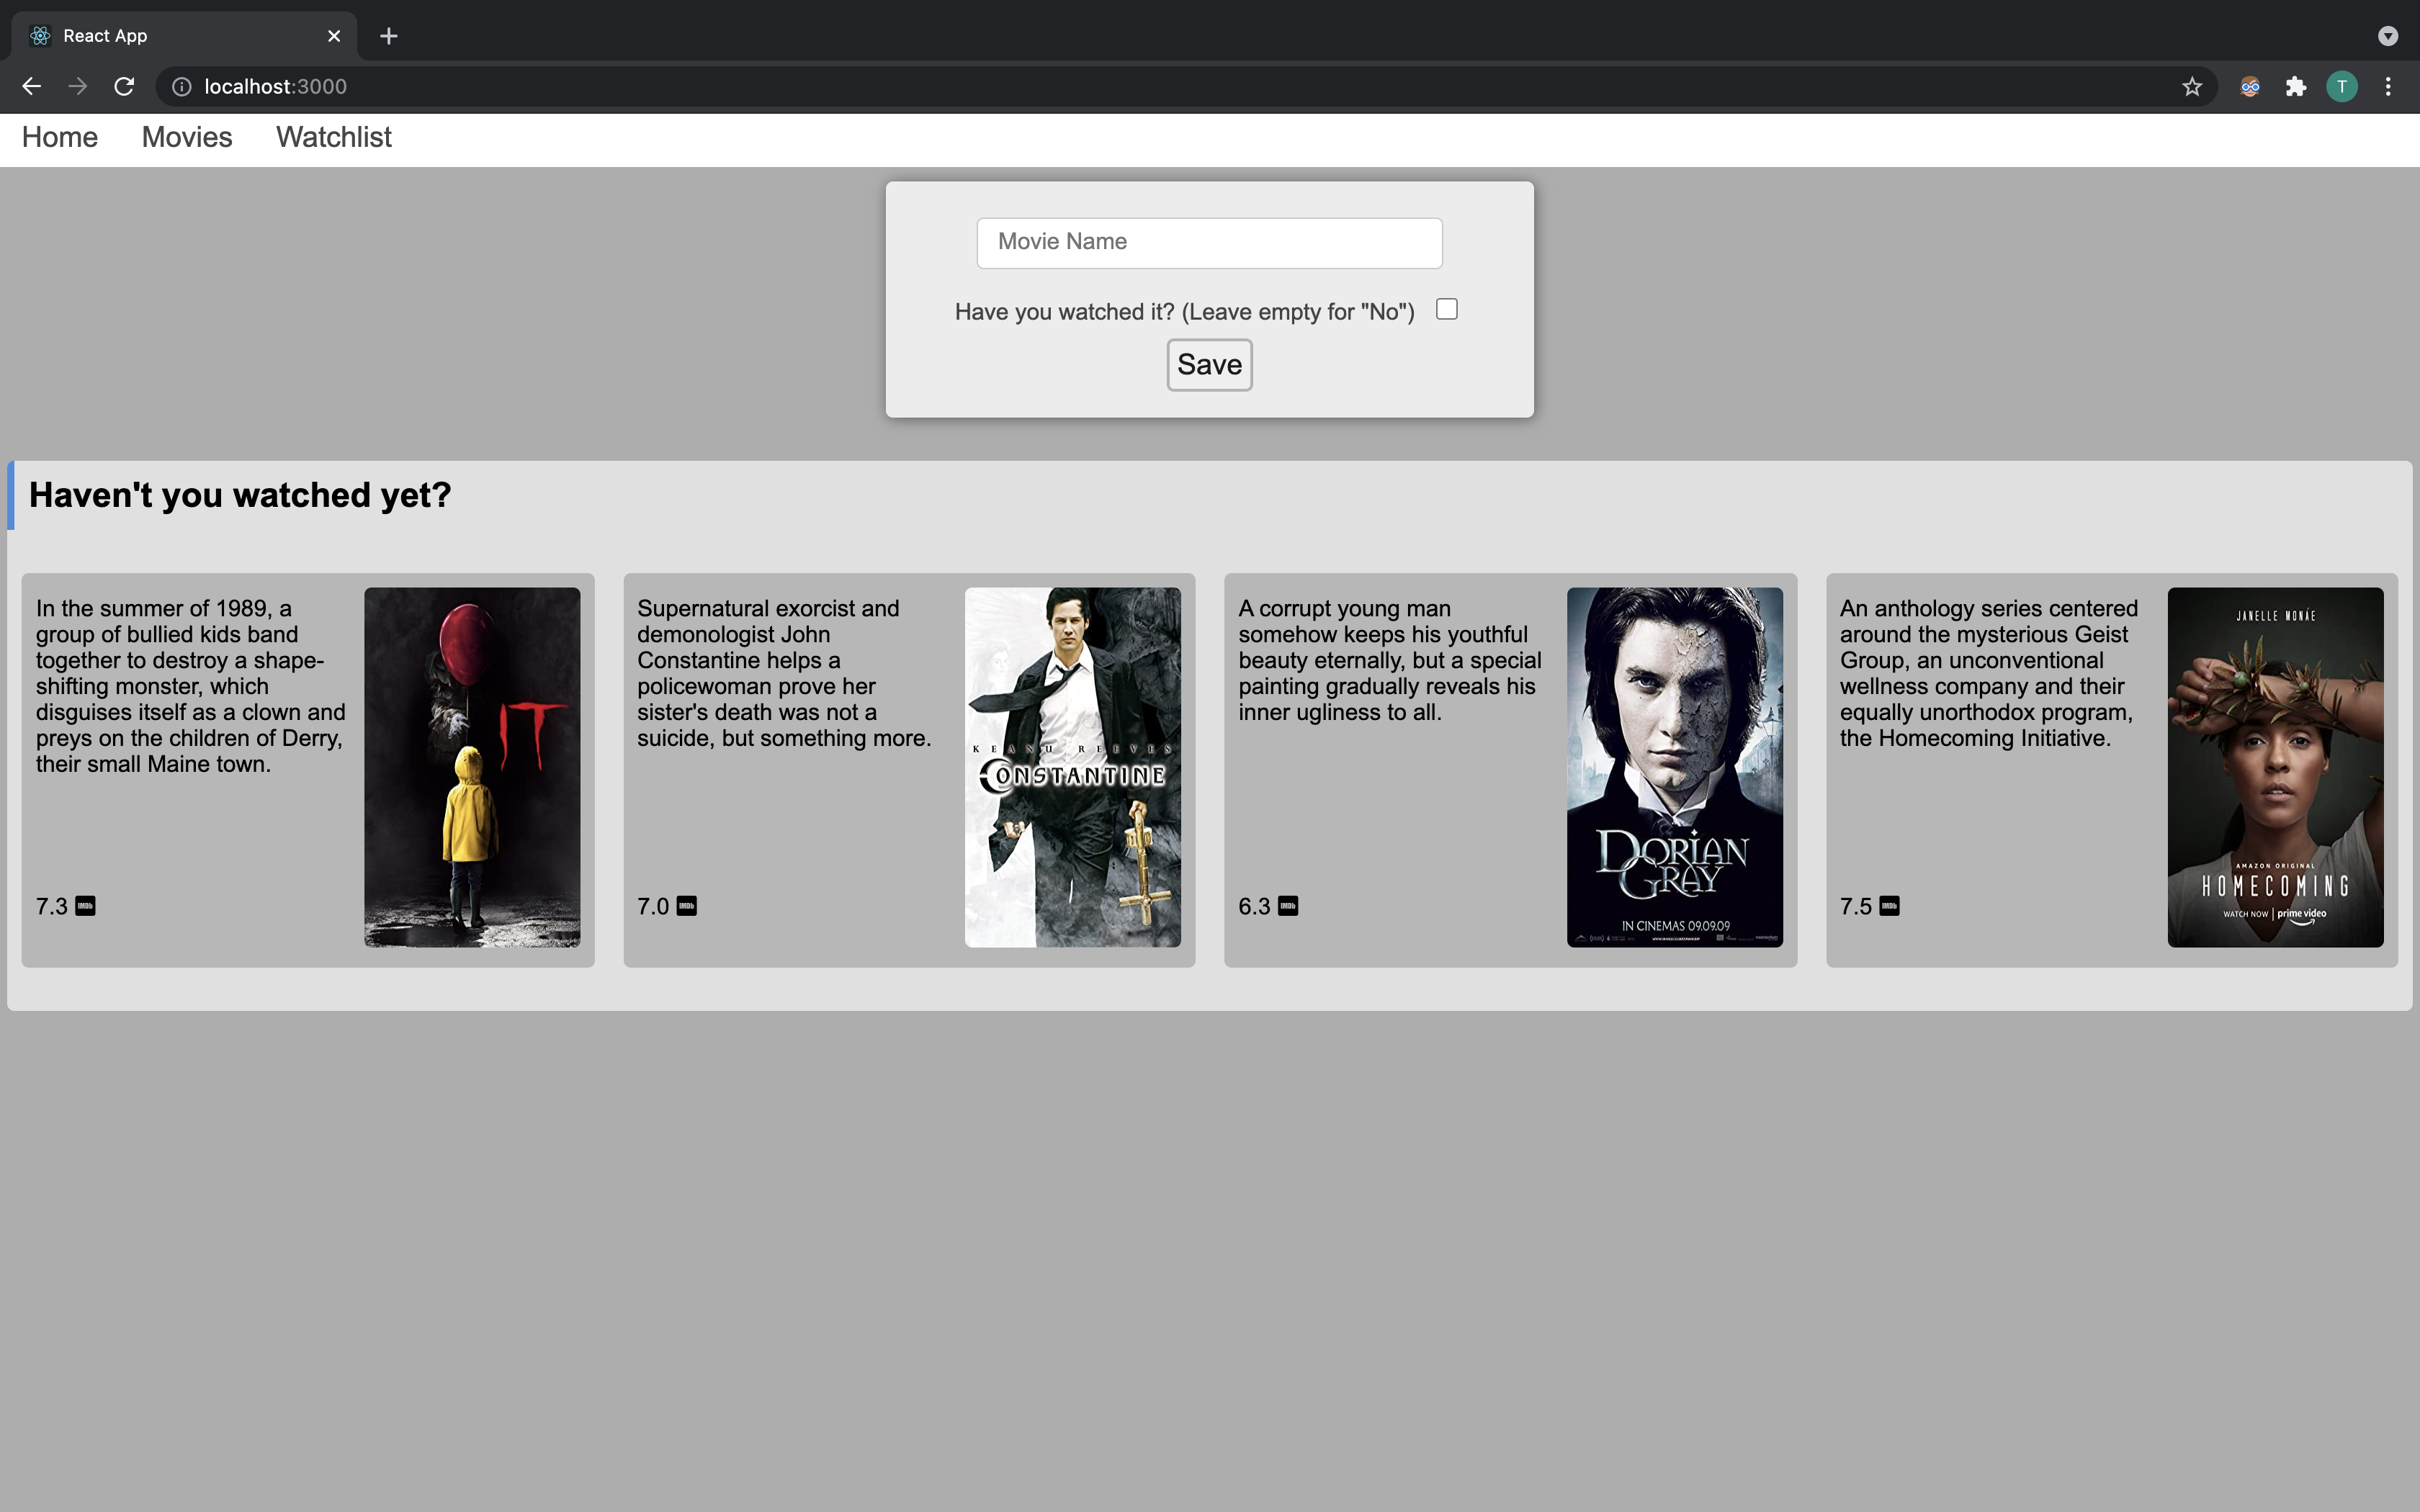 React App
localhost:3000
T
Home Movies Watchlist
Movie Name
Have you watched it? (Leave empty for "No")
Save
Haven't you watched yet?
In the summer of 1989, a
group of bullied kids band
together to destroy a shape-
shifting monster, which
disguises itself as a clown and
preys on the children of Derry,
their small Maine town.
7.3 IMDb
IT
Supernatural exorcist and
demonologist John
Constantine helps a
policewoman prove her
sister's death was not a
suicide, but something more.
7.0 IMDb
KEANU REEVES
CONSTANTINE
A corrupt young man
somehow keeps his youthful
beauty eternally, but a special
painting gradually reveals his
inner ugliness to all.
6.3 IMDb
DORIAN
GRAY
IN CINEMAS 09.09.09
An anthology series centered
around the mysterious Geist
Group, an unconventional
wellness company and their
equally unorthodox program,
the Homecoming Initiative.
7.5 IMDb
JANELLE MONÁE
AMAZON ORIGINAL
HOMECOMING
WATCH NOW | prime video